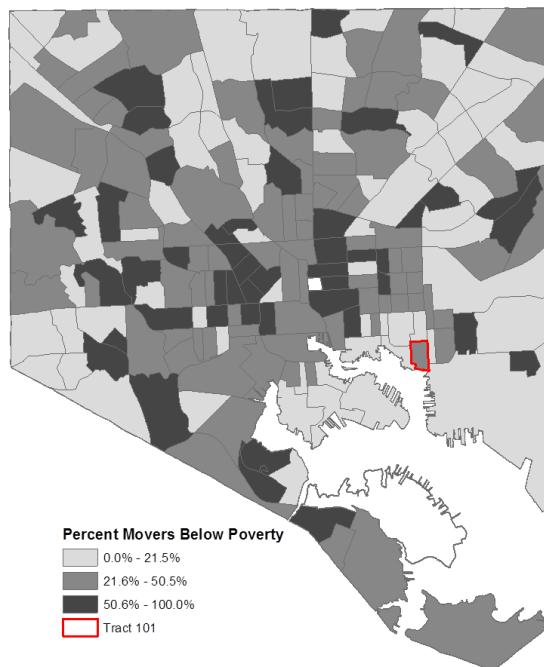 Percent Movers Below Poverty
0.0% - 21.5%
21.6% - 50.5%
50.6% - 100.0%
Tract 101